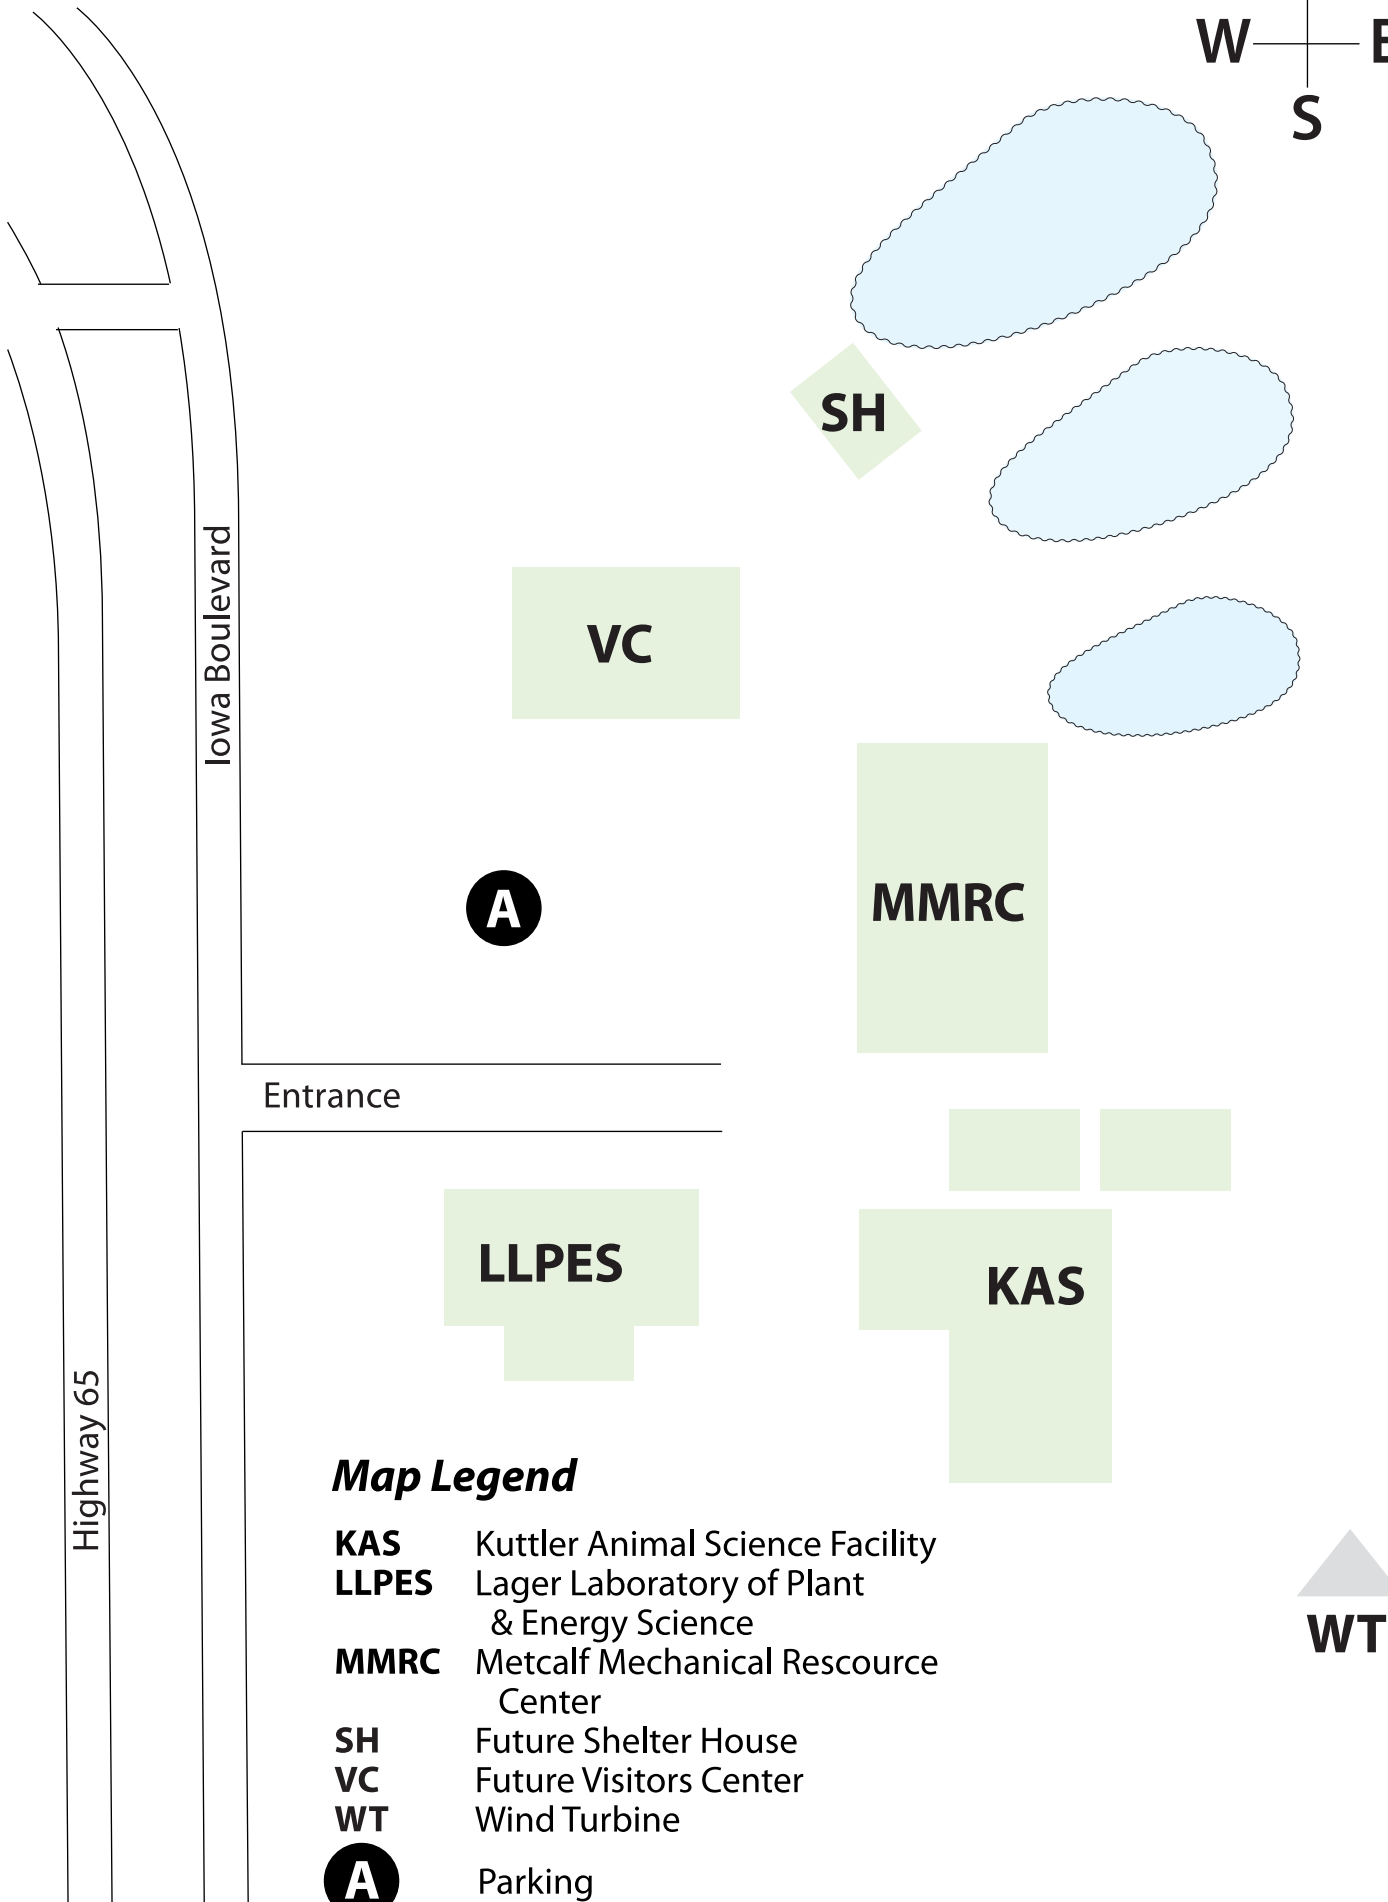 W
E
S
SH
VC
Iowa Boulevard
A
MMRC
Entrance
LLPES
KAS
Highway 65
Map Legend
KAS Kuttler Animal Science Facility
LLPES Lager Laboratory of Plant
& Energy Science
MMRC Metcalf Mechanical Rescource
Center
SH Future Shelter House
VC Future Visitors Center
WT Wind Turbine
A Parking
WT